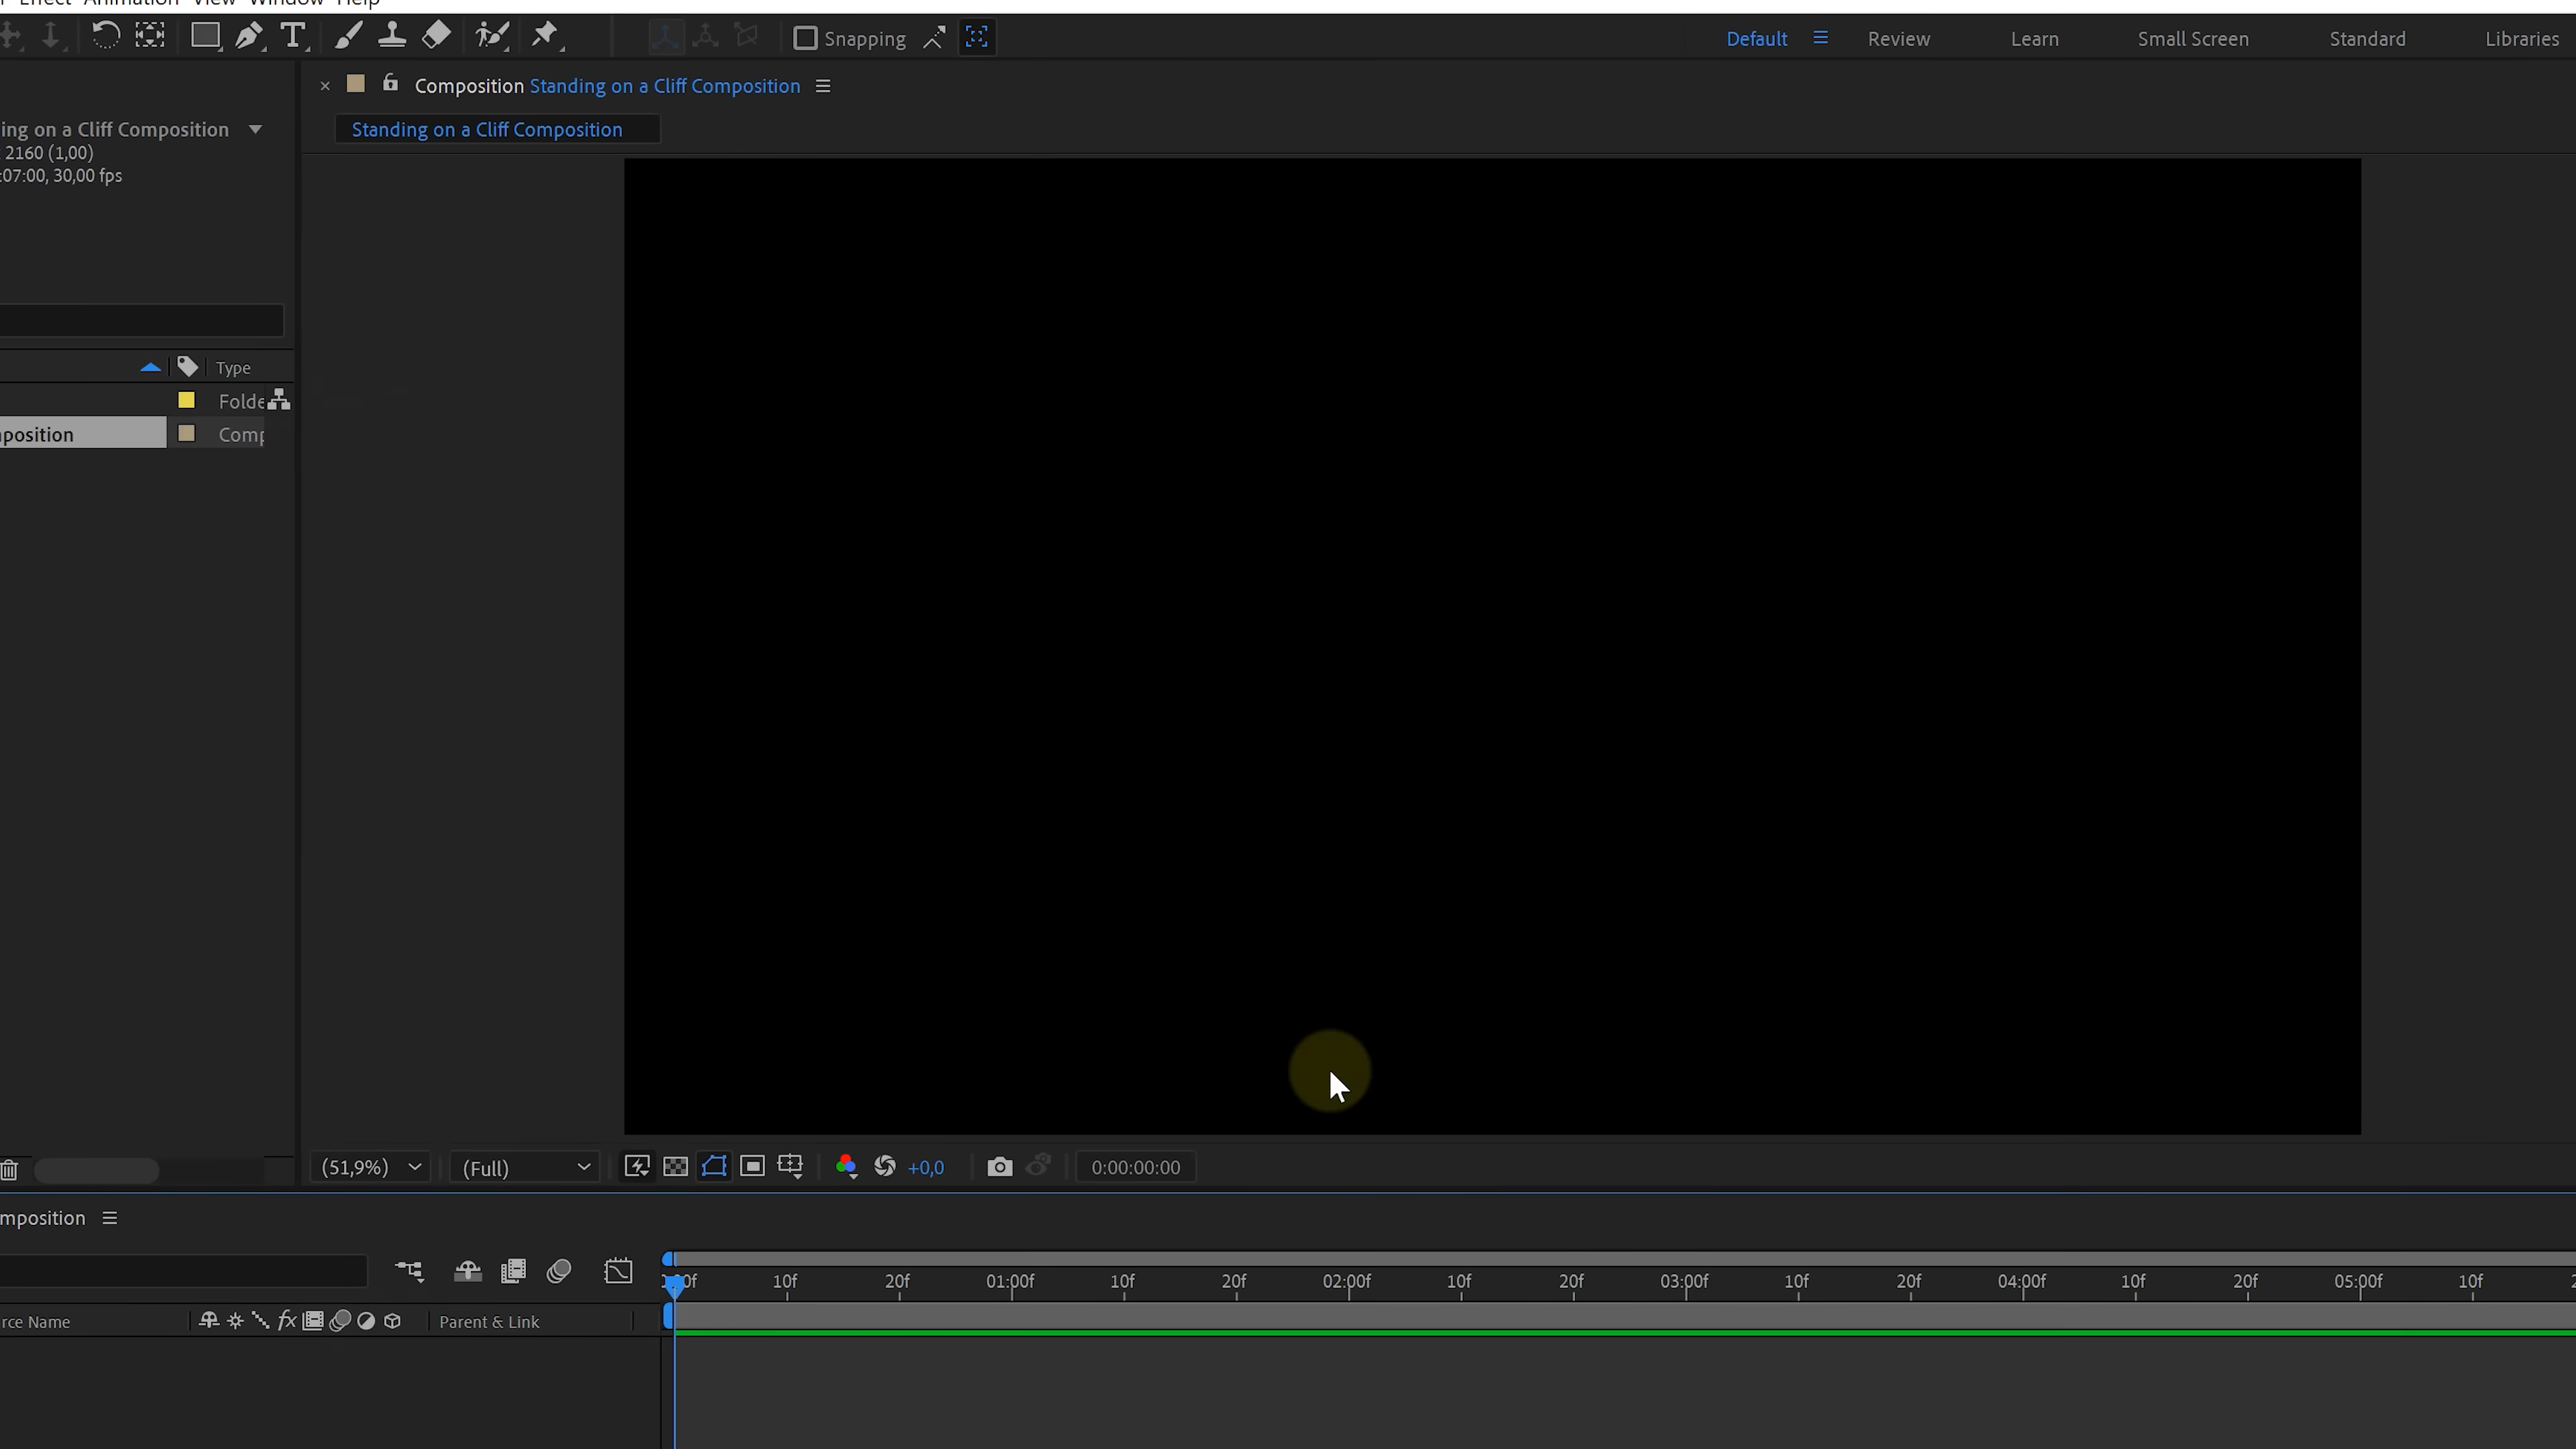 Effect Animation View Window Help
Snapping
Default
Review
Learn
Small Screen
Standard
Libraries
Composition Standing on a Cliff Composition
ing on a Cliff Composition
Standing on a Cliff Composition
2160 (1,00)
:07:00, 30,00 fps
Type
Folde
position
Comp
(51,9%)
(Full)
+0,0
0:00:00:00
mposition
10f
20f
01:00f
10f
20f
02:00f
10f
20f
03:00f
10f
20f
04:00f
10f
20f
05:00f
10f
rce Name
fx
Parent & Link